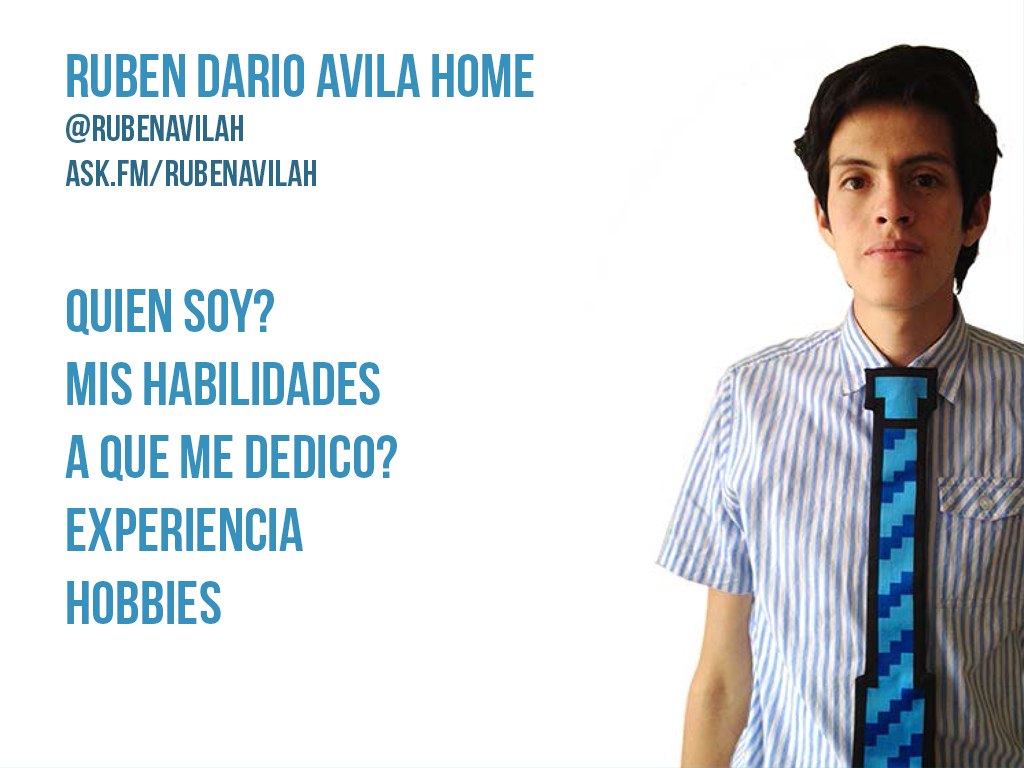 RUBEN DARIO AVILA HOME
@RUBENAVILAH
ASK.FM/RUBENAVILAH
QUIEN SOY?
MIS HABILIDADES
A QUE ME DEDICO?
EXPERIENCIA
HOBBIES